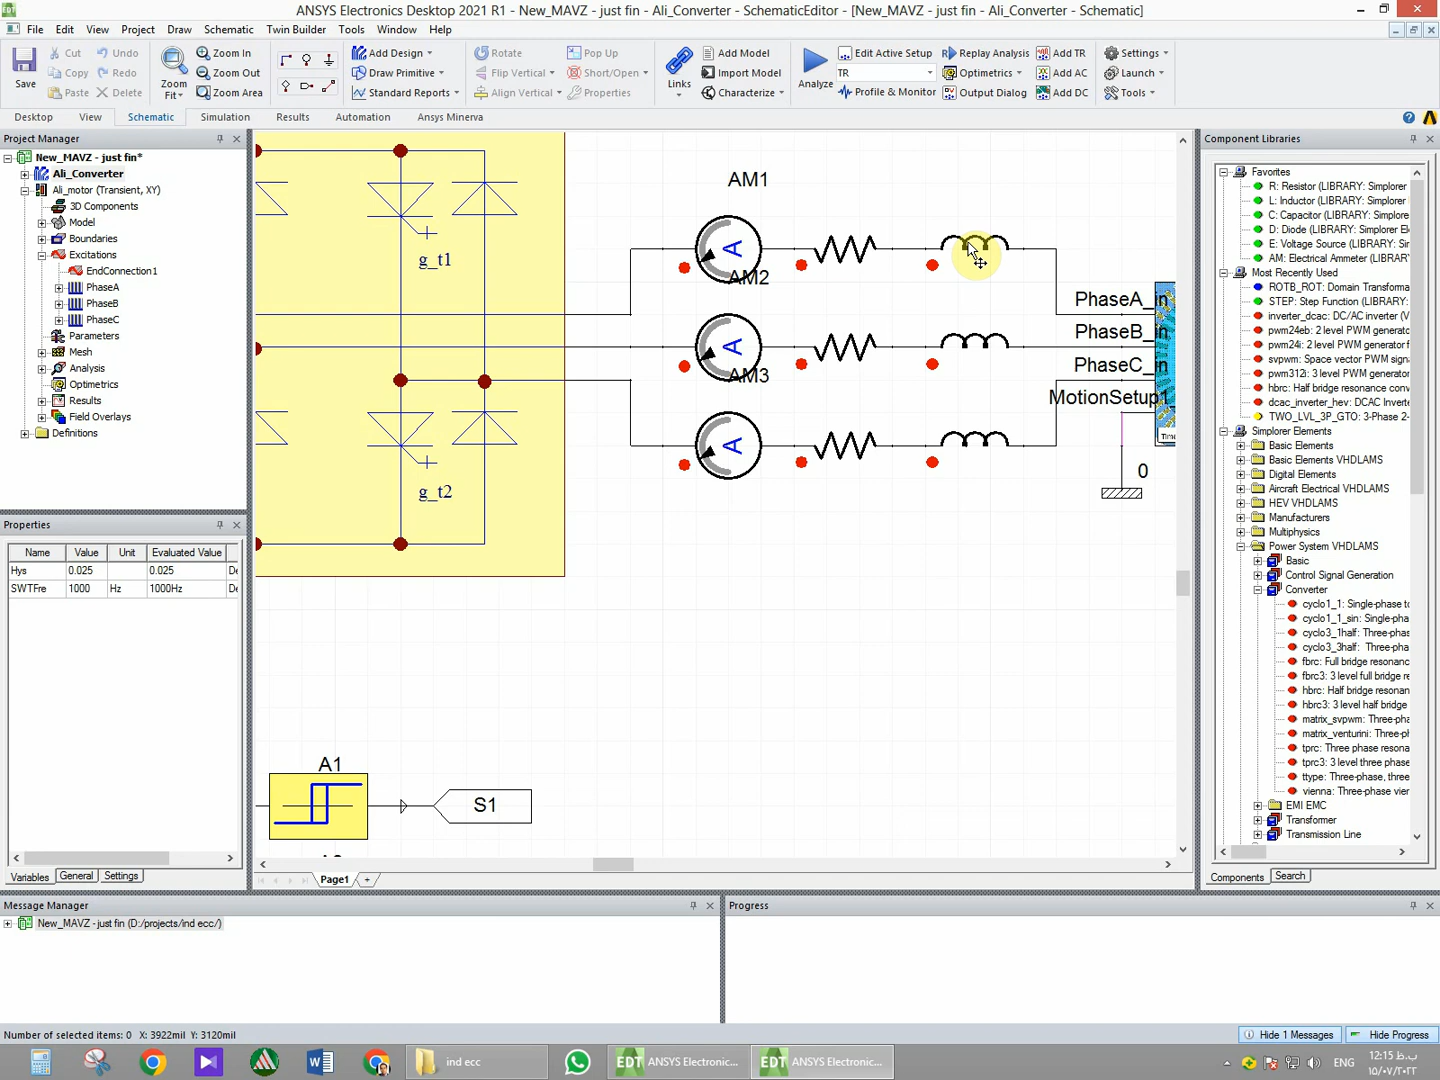 ANSYS Electronics Desktop 2021 R1 - New_MAVZ - just fin - Ali_Converter - SchematicEditor - [New_MAVZ - just fin - Ali_Converter - Schematic]
File Edit View Project Draw Schematic Twin Builder Tools Window Help
Save
Cut Undo
Copy Redo
Paste Delete
Zoom Fit
Zoom In
Zoom Out
Zoom Area
Add Design
Draw Primitive
Standard Reports
Rotate
Flip Vertical
Align Vertical
Pop Up
Short/Open
Properties
Links
Add Model
Import Model
Characterize
Analyze
Edit Active Setup
TR
Profile & Monitor
Replay Analysis
Optimetrics
Output Dialog
Add TR
Add AC
Add DC
Settings
Launch
Tools
Desktop View Schematic Simulation Results Automation Ansys Minerva
Project Manager
New_MAVZ - just fin*
Ali_Converter
Ali_motor (Transient, XY)
3D Components
Model
Boundaries
Excitations
EndConnection1
PhaseA
PhaseB
PhaseC
Parameters
Mesh
Analysis
Optimetrics
Results
Field Overlays
Definitions
Properties
Name Value Unit Evaluated Value
Hys 0.025 0.025 De
SWTFre 1000 Hz 1000Hz De
Variables General Settings
AM1
A
AM2
A
AM3
A
g_t1
g_t2
PhaseA_in
PhaseB_in
PhaseC_in
MotionSetup1
Time
0
A1
S1
Page1 +
Component Libraries
Favorites
R: Resistor (LIBRARY: Simplorer
L: Inductor (LIBRARY: Simplorer
C: Capacitor (LIBRARY: Simplorer
D: Diode (LIBRARY: Simplorer El
E: Voltage Source (LIBRARY: Sir
AM: Electrical Ammeter (LIBRAR
Most Recently Used
ROTB_ROT: Domain Transforma
STEP: Step Function (LIBRARY:
inverter_dcac: DC/AC inverter (V
pwm24eb: 2 level PWM generator
pwm24i: 2 level PWM generator
svpwm: Space vector PWM sign
pwm312i: 3 level PWM generator
hbrc: Half bridge resonance conv
dcac_inverter_hev: DCAC Inverte
TWO_LVL_3P_GTO: 3-Phase 2-
Simplorer Elements
Basic Elements
Basic Elements VHDLAMS
Digital Elements
Aircraft Electrical VHDLAMS
HEV VHDLAMS
Manufacturers
Multiphysics
Power System VHDLAMS
Basic
Control Signal Generation
Converter
cyclo1_1: Single-phase to
cyclo1_1_sin: Single-pha
cyclo3_1half: Three-phas
cyclo3_3half: Three-pha
fbrc: Full bridge resonanc
fbrc3: 3 level full bridge re
hbrc: Half bridge resonan
hbrc3: 3 level half bridge
matrix_svpwm: Three-ph
matrix_venturini: Three-p
tprc: Three phase resona
tprc3: 3 level three phase
ttype: Three-phase, three
vienna: Three-phase vier
EMI EMC
Transformer
Transmission Line
Components Search
Message Manager
New_MAVZ - just fin (D:/projects/ind ecc/)
Progress
Number of selected items: 0 X: 3922mil Y: 3120mil
Hide 1 Messages Hide Progress
ind ecc
EDT ANSYS Electronic...
EDT ANSYS Electronic...
ENG
12:15 ب.ظ
١٥/٠٧/٢٠٢٢